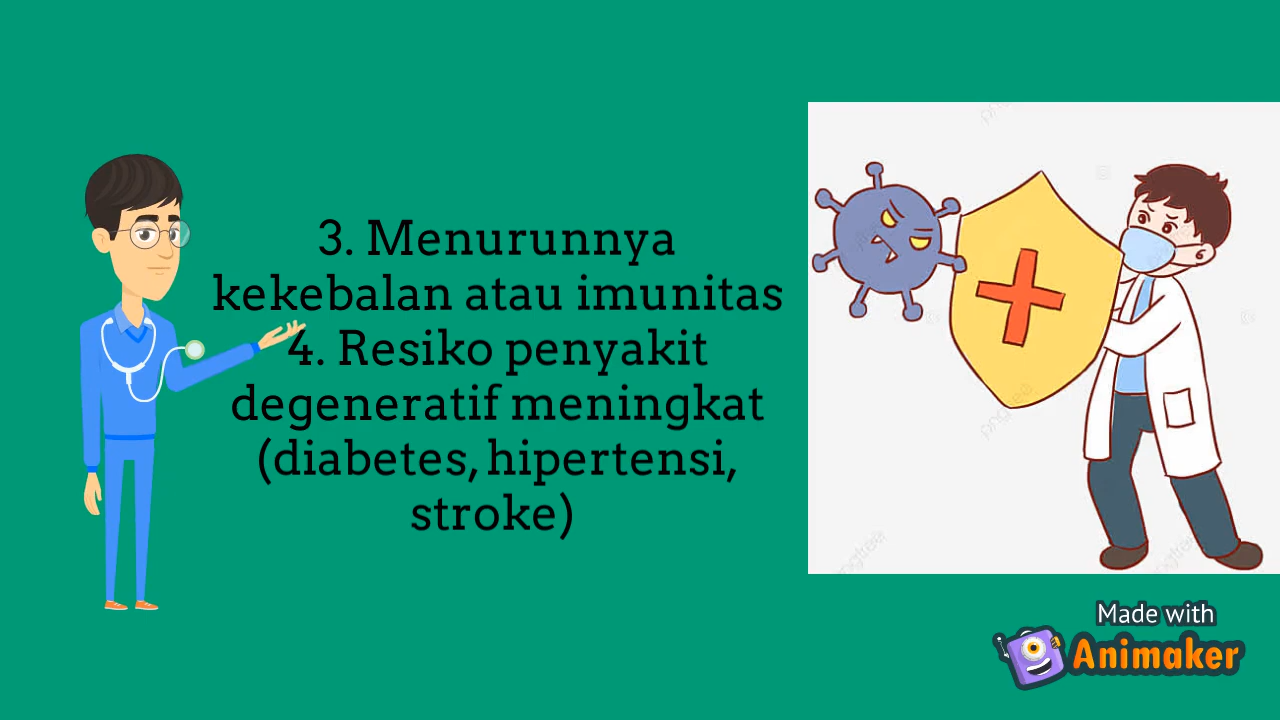 3. Menurunnya
kekebalan atau imunitas
4. Resiko penyakit
degeneratif meningkat
(diabetes, hipertensi,
stroke)
Made with
Animaker